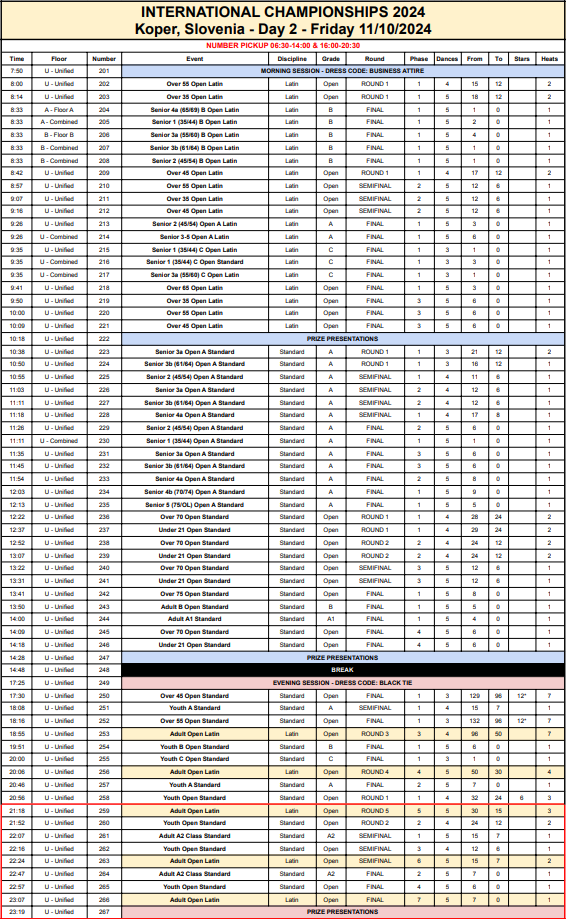 INTERNATIONAL CHAMPIONSHIPS 2024
Koper, Slovenia - Day 2 - Friday 11/10/2024
NUMBER PICKUP 06:30-14:00 & 16:00-20:30
Time Floor Number Event Discipline Grade Round Phase Dances From To Stars Heats
7:50 U - Unified 201 MORNING SESSION - DRESS CODE: BUSINESS ATTIRE
8:00 U - Unified 202 Over 55 Open Latin Latin Open ROUND 1 1 4 15 12 2
8:14 U - Unified 203 Over 35 Open Latin Latin Open ROUND 1 1 5 18 12 2
8:33 A - Floor A 204 Senior 4a (65/69) B Open Latin Latin B FINAL 1 5 1 0 1
8:33 A - Combined 205 Senior 1 (35/44) B Open Latin Latin B FINAL 1 5 2 0 1
8:33 B - Floor B 206 Senior 3a (55/60) B Open Latin Latin B FINAL 1 5 4 0 1
8:33 B - Combined 207 Senior 3b (61/64) B Open Latin Latin B FINAL 1 5 1 0 1
8:33 B - Combined 208 Senior 2 (45/54) B Open Latin Latin B FINAL 1 5 1 0 1
8:42 U - Unified 209 Over 45 Open Latin Latin Open ROUND 1 1 4 17 12 2
8:57 U - Unified 210 Over 55 Open Latin Latin Open SEMIFINAL 2 5 12 6 1
9:07 U - Unified 211 Over 35 Open Latin Latin Open SEMIFINAL 2 5 12 6 1
9:16 U - Unified 212 Over 45 Open Latin Latin Open SEMIFINAL 2 5 12 6 1
9:26 U - Unified 213 Senior 2 (45/54) Open A Latin Latin A FINAL 1 5 3 0 1
9:26 U - Combined 214 Senior 3-5 Open A Latin Latin A FINAL 1 5 6 0 1
9:35 U - Unified 215 Senior 1 (35/44) C Open Latin Latin C FINAL 1 3 1 0 1
9:35 U - Combined 216 Senior 1 (35/44) C Open Standard Latin C FINAL 1 3 1 0 1
9:35 U - Combined 217 Senior 3a (55/60) C Open Latin Latin C FINAL 1 3 1 0 1
9:41 U - Unified 218 Over 65 Open Latin Latin Open FINAL 1 5 6 0 1
9:50 U - Unified 219 Over 35 Open Latin Latin Open FINAL 3 5 6 0 1
10:00 U - Unified 220 Over 55 Open Latin Latin Open FINAL 3 5 6 0 1
10:09 U - Unified 221 Over 45 Open Latin Latin Open FINAL 3 5 6 0 1
10:18 U - Unified 222 PRIZE PRESENTATIONS
10:38 U - Unified 223 Senior 3a Open A Standard Standard A ROUND 1 1 3 21 12 2
10:50 U - Unified 224 Senior 3b (61/64) Open A Standard Standard A ROUND 1 1 3 16 12 1
10:55 U - Unified 225 Senior 2 (45/54) Open A Standard Standard A SEMIFINAL 1 4 11 6 1
11:03 U - Unified 226 Senior 3a Open A Standard Standard A SEMIFINAL 2 4 12 6 1
11:11 U - Unified 227 Senior 3b (61/64) Open A Standard Standard A SEMIFINAL 2 4 12 6 1
11:18 U - Unified 228 Senior 4a Open A Standard Standard A SEMIFINAL 1 4 17 8 1
11:26 U - Unified 229 Senior 2 (45/54) Open A Standard Standard A FINAL 2 5 6 0 1
11:11 U - Combined 230 Senior 1 (35/44) Open A Standard Standard A FINAL 1 5 1 0 1
11:35 U - Unified 231 Senior 3a Open A Standard Standard A FINAL 3 5 6 0 1
11:45 U - Unified 232 Senior 3b (61/64) Open A Standard Standard A FINAL 3 5 6 0 1
11:54 U - Unified 233 Senior 4a Open A Standard Standard A FINAL 2 5 8 0 1
12:03 U - Unified 234 Senior 4b (70/74) Open A Standard Standard A FINAL 1 5 9 0 1
12:13 U - Unified 235 Senior 5 (75/OL) Open A Standard Standard A FINAL 1 5 5 0 1
12:22 U - Unified 236 Over 70 Open Standard Standard Open ROUND 1 1 4 28 24 2
12:37 U - Unified 237 Under 21 Open Standard Standard Open ROUND 1 1 4 29 24 2
12:52 U - Unified 238 Over 70 Open Standard Standard Open ROUND 2 2 4 24 12 2
13:07 U - Unified 239 Under 21 Open Standard Standard Open ROUND 2 2 4 24 12 2
13:22 U - Unified 240 Over 70 Open Standard Standard Open SEMIFINAL 3 5 12 6 1
13:31 U - Unified 241 Under 21 Open Standard Standard Open SEMIFINAL 3 5 12 6 1
13:41 U - Unified 242 Over 75 Open Standard Standard Open FINAL 1 5 8 0 1
13:50 U - Unified 243 Adult B Open Standard Standard B FINAL 1 5 5 0 1
14:00 U - Unified 244 Adult A1 Standard Standard A1 FINAL 1 5 4 0 1
14:09 U - Unified 245 Over 70 Open Standard Standard Open FINAL 4 5 6 0 1
14:18 U - Unified 246 Under 21 Open Standard Standard Open FINAL 4 5 6 0 1
14:28 U - Unified 247 PRIZE PRESENTATIONS
14:48 U - Unified 248 BREAK
17:25 U - Unified 249 EVENING SESSION - DRESS CODE: BLACK TIE
17:30 U - Unified 250 Over 45 Open Standard Standard Open FINAL 1 3 129 96 12* 7
18:08 U - Unified 251 Youth A Standard Standard A SEMIFINAL 1 4 15 7 1
18:16 U - Unified 252 Over 55 Open Standard Standard Open FINAL 1 3 132 96 12* 7
18:55 U - Unified 253 Adult Open Latin Latin Open ROUND 3 3 4 96 50 7
19:51 U - Unified 254 Youth B Open Standard Standard B FINAL 1 5 6 0 1
20:00 U - Unified 255 Youth C Open Standard Standard C FINAL 1 3 1 0 1
20:06 U - Unified 256 Adult Open Latin Latin Open ROUND 4 4 5 50 30 4
20:46 U - Unified 257 Youth A Standard Standard A FINAL 2 5 7 0 1
20:56 U - Unified 258 Youth Open Standard Standard Open ROUND 1 1 4 32 24 6 3
21:18 U - Unified 259 Adult Open Latin Latin Open ROUND 5 5 5 30 15 3
21:52 U - Unified 260 Youth Open Standard Standard Open ROUND 2 2 4 24 12 2
22:07 U - Unified 261 Adult A2 Class Standard Standard A2 SEMIFINAL 1 5 15 7 1
22:16 U - Unified 262 Youth Open Standard Standard Open SEMIFINAL 3 4 12 6 1
22:24 U - Unified 263 Adult Open Latin Latin Open SEMIFINAL 6 5 15 7 2
22:47 U - Unified 264 Adult A2 Class Standard Standard A2 FINAL 2 5 7 0 1
22:57 U - Unified 265 Youth Open Standard Standard Open FINAL 4 5 6 0 1
23:07 U - Unified 266 Adult Open Latin Latin Open FINAL 7 5 7 0 1
23:19 U - Unified 267 PRIZE PRESENTATIONS